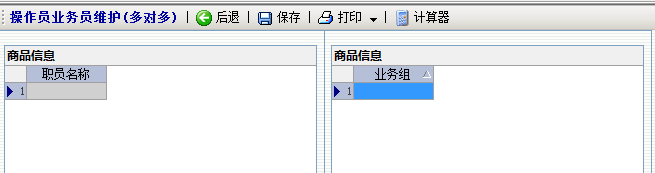 操作员业务员维护(多对多) 后退 保存 打印 计算器
商品信息 商品信息
职员名称 业务组
1 1